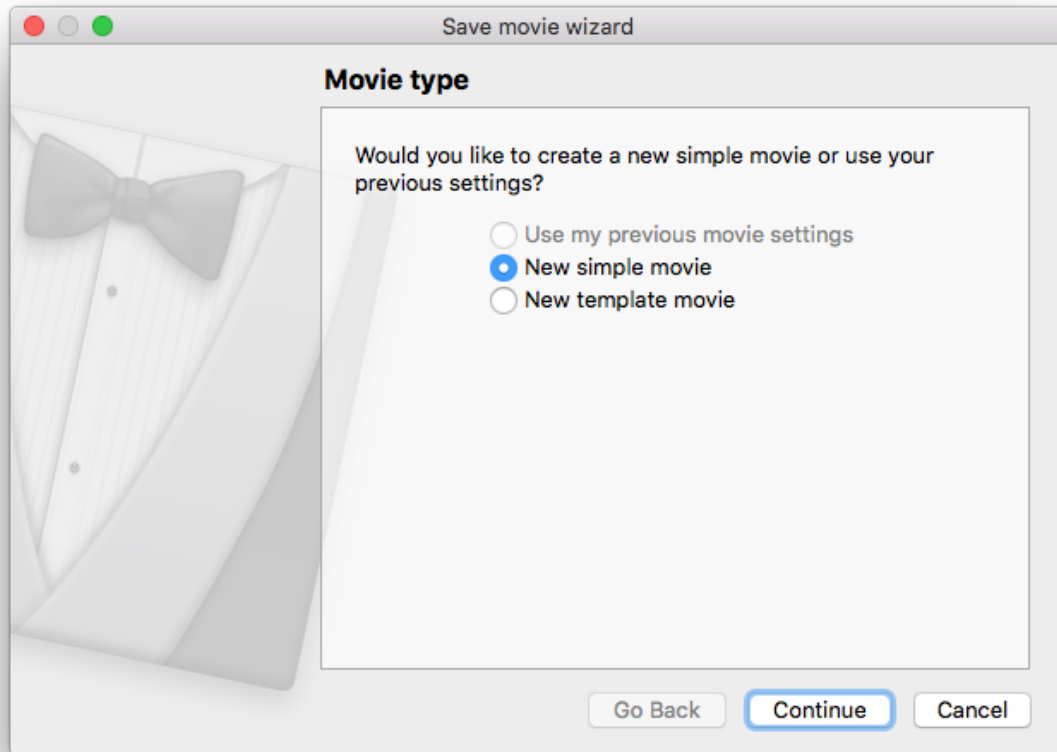 Save movie wizard
Movie type
Would you like to create a new simple movie or use your
previous settings?
Use my previous movie settings
New simple movie
New template movie
Go Back
Continue
Cancel